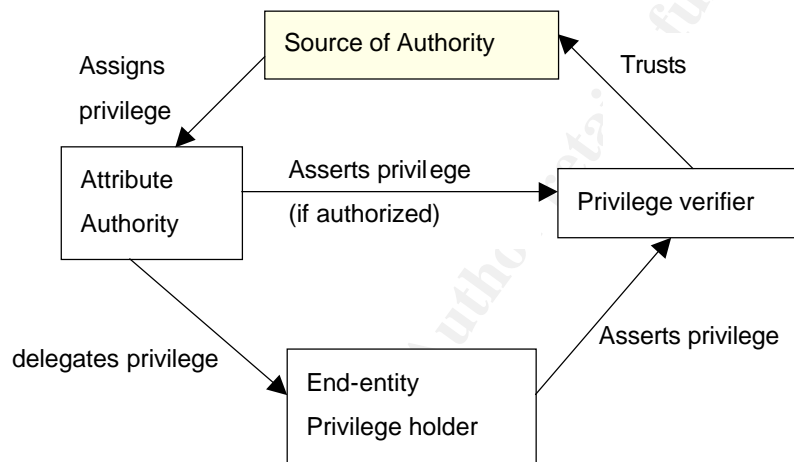 Source of Authority
Assigns
privilege
Trusts
Attribute
Authority
Asserts privilege
(if authorized)
Privilege verifier
delegates privilege
Asserts privilege
End-entity
Privilege holder